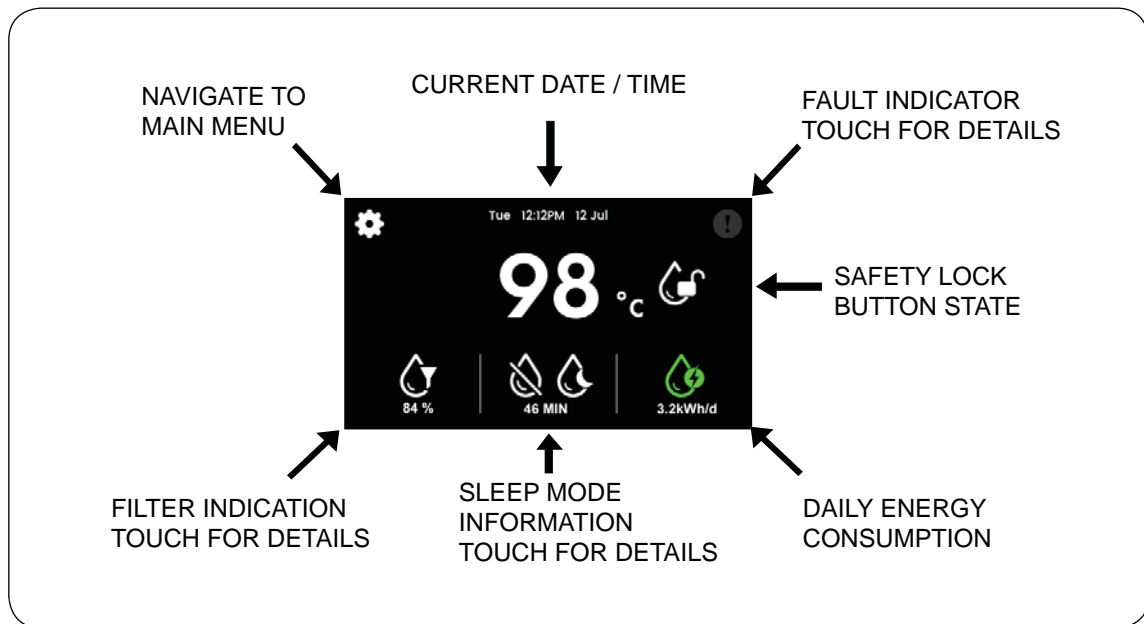 CURRENT DATE / TIME
NAVIGATE TO
MAIN MENU
FAULT INDICATOR
TOUCH FOR DETAILS
Tue 12:12PM 12 Jul
!
98 °C
SAFETY LOCK
BUTTON STATE
84 %
46 MIN
3.2kWh/d
FILTER INDICATION
TOUCH FOR DETAILS
SLEEP MODE
INFORMATION
TOUCH FOR DETAILS
DAILY ENERGY
CONSUMPTION